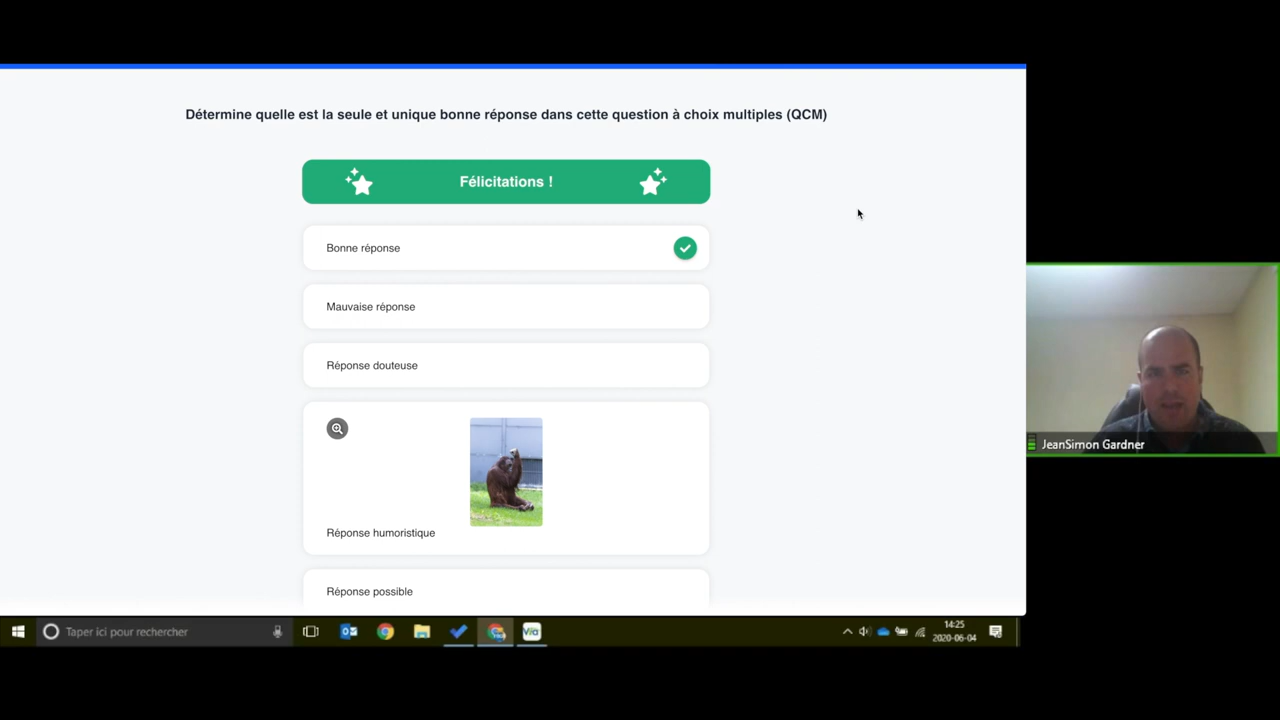 Détermine quelle est la seule et unique bonne réponse dans cette question à choix multiples (QCM)
Félicitations !
Bonne réponse
Mauvaise réponse
Réponse douteuse
Réponse humoristique
Réponse possible
JeanSimon Gardner
Taper ici pour rechercher
Via
14:25
2020-06-04